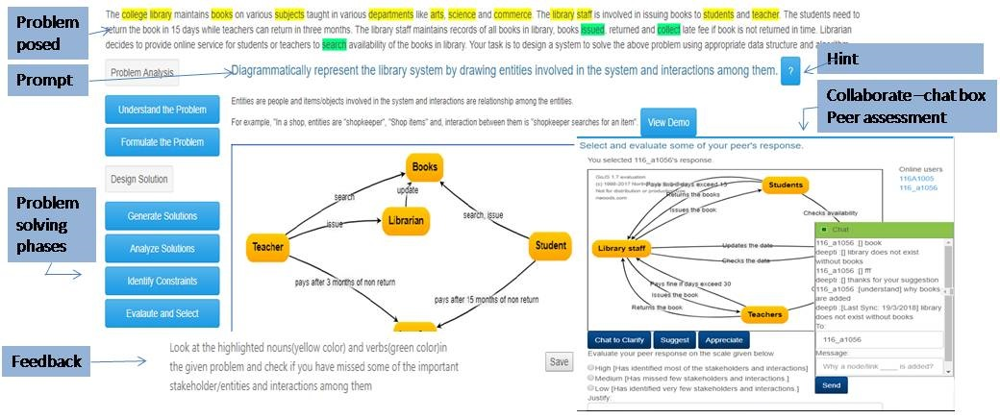 Problem posed
The college library maintains books on various subjects taught in various departments like arts, science and commerce. The library staff is involved in issuing books to students and teacher. The students need to
return the book in 15 days while teachers can return in three months. The library staff maintains records of all books in library, books issued, returned and collect late fee if book is not returned in time. Librarian
decides to provide online service for students or teachers to search availability of the books in library. Your task is to design a system to solve the above problem using appropriate data structure and algorithm
Prompt
Problem Analysis
Diagrammatically represent the library system by drawing entities involved in the system and interactions among them.
?
Hint
Understand the Problem
Formulate the Problem
Entities are people and items/objects involved in the system and interactions are relationship among the entities.
For example, "In a shop, entities are "shopkeeper", "Shop items" and, interaction between them is "shopkeeper searches for an item".
View Demo
Collaborate – chat box
Peer assessment
Problem
solving
phases
Design Solution
Generate Solutions
Analyze Solutions
Identify Constraints
Evalaute and Select
Books
search
update
issue
Librarian
search, issue
Teacher
Student
pays after 3 months of non return
pays after 15 months of non return
Select and evaluate some of your peer's response.
You selected 116_a1056's response.
Online users
116A1005
116_a1056
GoJS 1.7 evaluation
(c) 1998-2017
Not for distribution or
nwoods.com
Pays fine if days exceed 15
Returns the books
Issues the book
Students
Checks availability
Library staff
Updates the data
Checks the data
Pays fine if days exceed 30
Issues the book
Returns the book
Teachers
Chat
116_a1056 :[] book
deepti :[] library does not exist
without books
116_a1056 :[] fff
deepti :[] thanks for your suggestion
116_a1056 :[understand] why books
are added
deepti :[Last Sync: 19/3/2018] library
does not exist without books
To:
116_a1056
Message:
Why a node/link ____ is added?
Send
Chat to Clarify
Suggest
Appreciate
Evaluate your peer response on the scale given below
High [Has identified most of the stakeholders and interactions]
Medium [Has missed few stakeholders and interactions.]
Low [Has identified very few stakeholders and interactions.]
Justify:
Feedback
Look at the highlighted nouns(yellow color) and verbs(green color)in
the given problem and check if you have missed some of the important
stakeholder/entities and interactions among them
Save